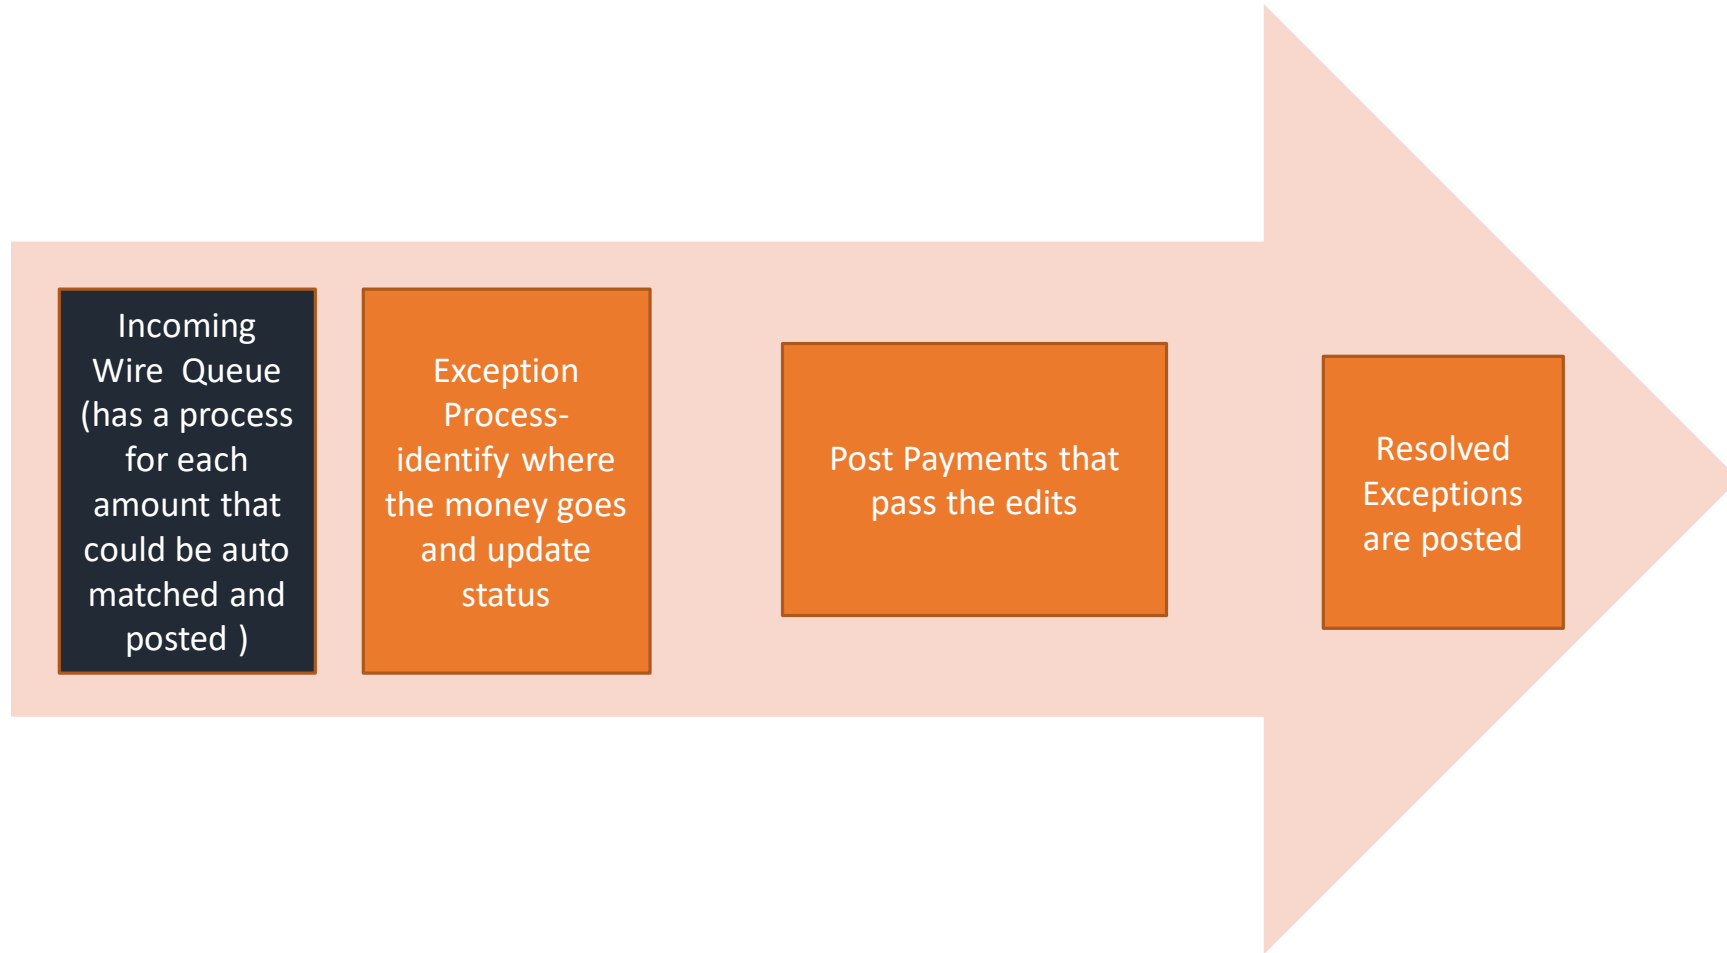 Incoming
Wire  Queue
(has a process
for each
amount that
could be auto
matched and
posted )
Exception
Process-
identify where
the money goes
and update
status
Post Payments that
pass the edits
Resolved
Exceptions
are posted